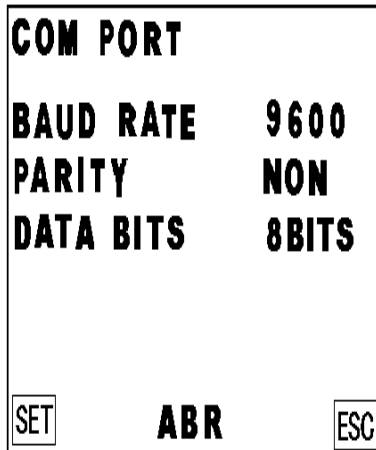 COM PORT
BAUD RATE 9600
PARITY NON
DATA BITS 8BITS
SET ABR ESC